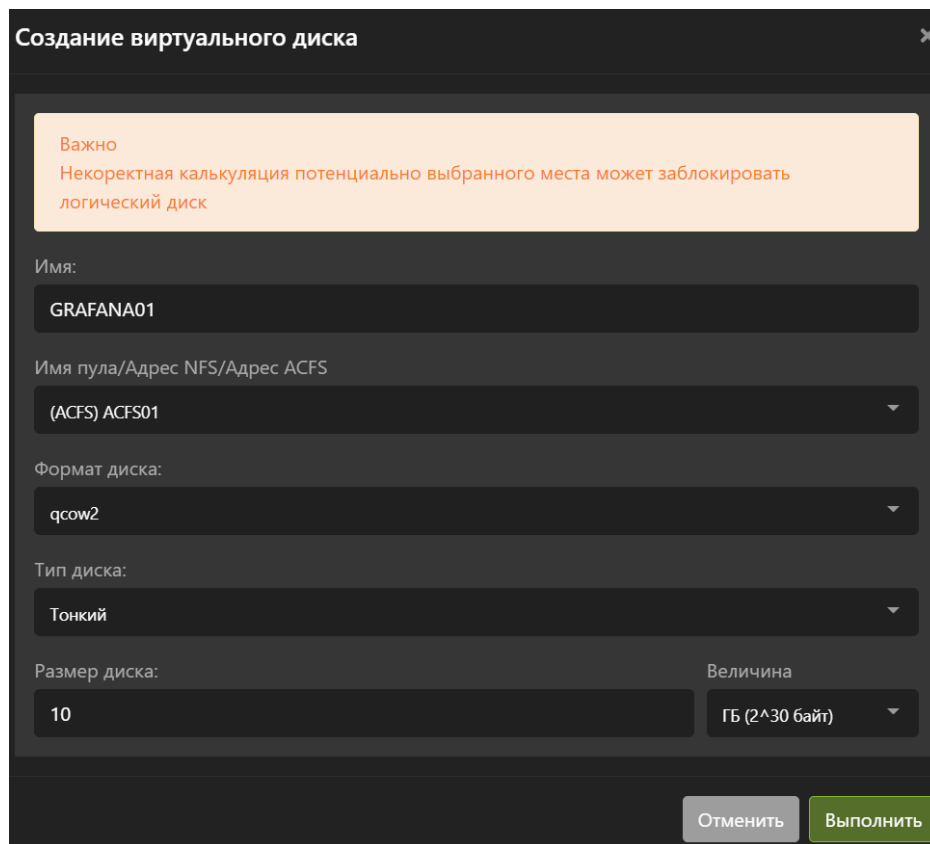 Создание виртуального диска
Важно
Некоректная калькуляция потенциально выбранного места может заблокировать
логический диск
Имя:
GRAFANA01
Имя пула/Адрес NFS/Адрес ACFS
(ACFS) ACFS01
Формат диска:
qcow2
Тип диска:
Тонкий
Размер диска:
Величина
10
ГБ (2^30 байт)
Отменить
Выполнить